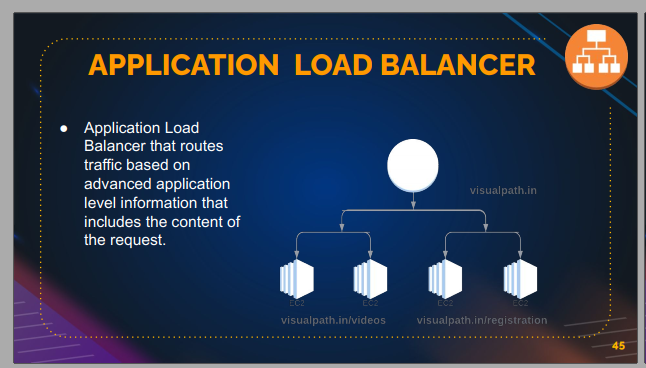 APPLICATION LOAD BALANCER
● Application Load
Balancer that routes
traffic based on
advanced application
level information that
includes the content of
the request.
visualpath.in
EC2 EC2 EC2 EC2
visualpath.in/videos visualpath.in/registration
45